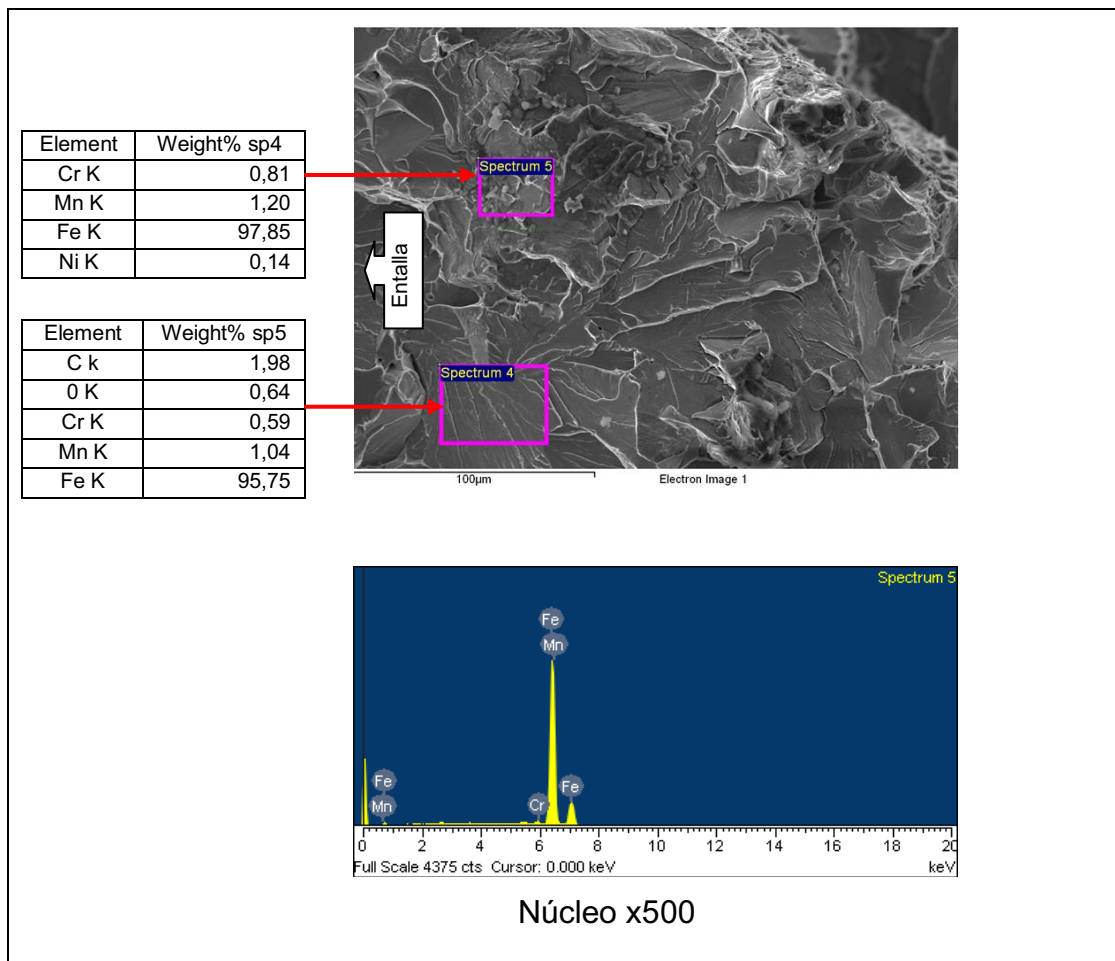 Element Weight% sp4
Cr K 0,81
Mn K 1,20
Fe K 97,85
Ni K 0,14
Element Weight% sp5
C k 1,98
0 K 0,64
Cr K 0,59
Mn K 1,04
Fe K 95,75
Spectrum 5
Entalla
Spectrum 4
100µm Electron Image 1
Spectrum 5
Fe
Mn
Fe
Mn
Cr
Fe
0 2 4 6 8 10 12 14 16 18 20
Full Scale 4375 cts Cursor: 0.000 keV keV
Núcleo x500